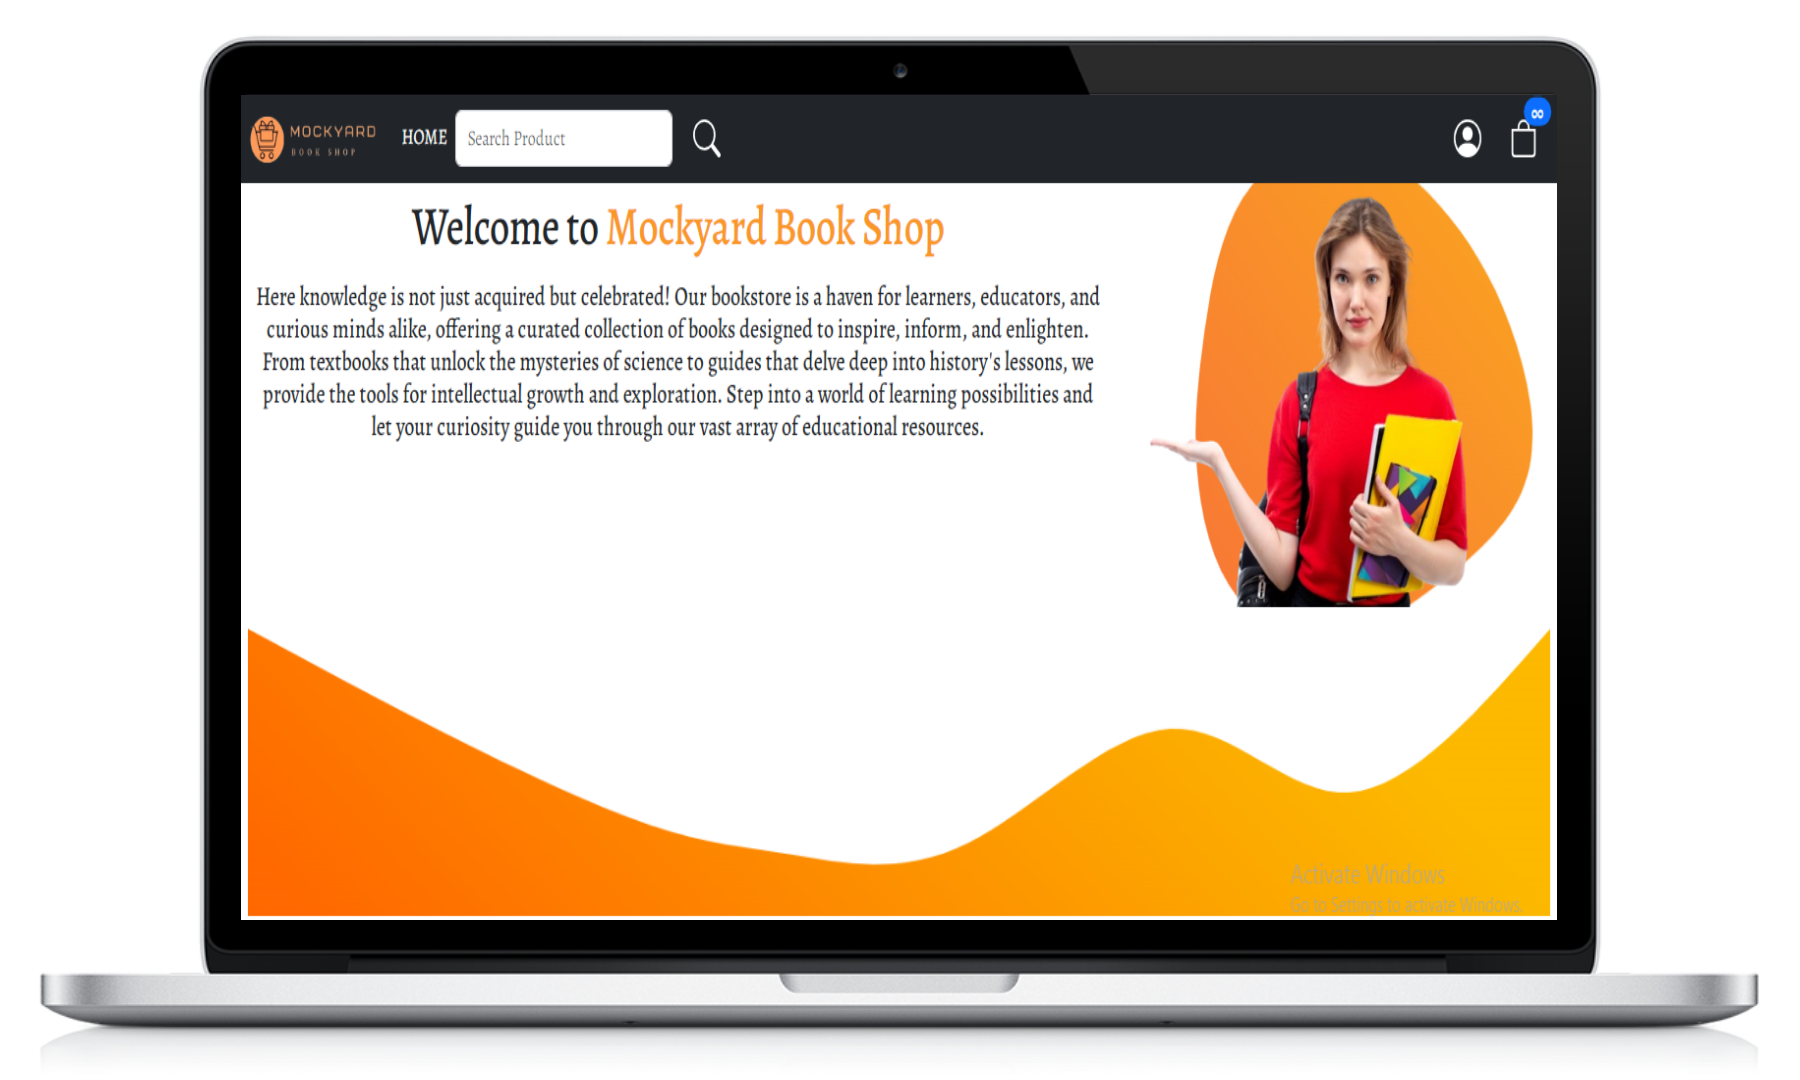 MOCKYARD
BOOK SHOP
HOME
Search Product
Welcome to Mockyard Book Shop
Here knowledge is not just acquired but celebrated! Our bookstore is a haven for learners, educators, and
curious minds alike, offering a curated collection of books designed to inspire, inform, and enlighten.
From textbooks that unlock the mysteries of science to guides that delve deep into history's lessons, we
provide the tools for intellectual growth and exploration. Step into a world of learning possibilities and
let your curiosity guide you through our vast array of educational resources.
Activate Windows
Go to Settings to activate Windows.